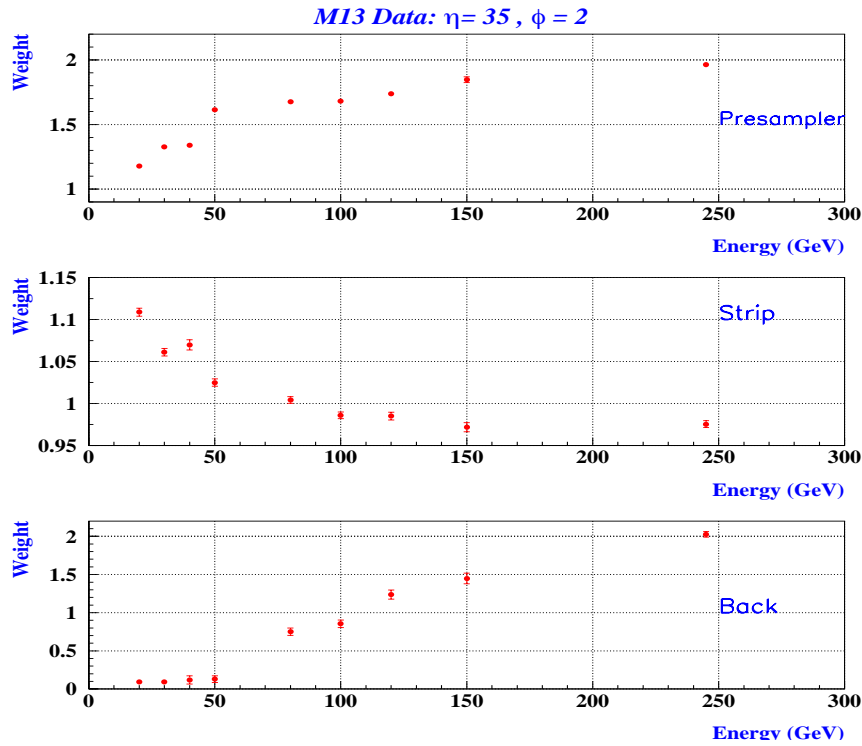 M13 Data: η= 35 , ϕ = 2
Weight
2
1.5
1
Presampler
0 50 100 150 200 250 300
Energy (GeV)
Weight
1.15
1.1
1.05
1
0.95
Strip
0 50 100 150 200 250 300
Energy (GeV)
Weight
2
1.5
1
0.5
0
Back
0 50 100 150 200 250 300
Energy (GeV)